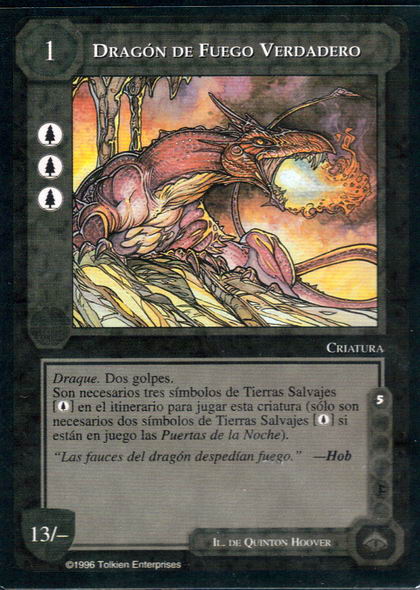 1
DRAGÓN DE FUEGO VERDADERO
CRIATURA
Draque. Dos golpes.
Son necesarios tres símbolos de Tierras Salvajes
[ ] en el itinerario para jugar esta criatura (sólo son
necesarios dos símbolos de Tierras Salvajes [ ] si
están en juego las Puertas de la Noche).
“Las fauces del dragón despedían fuego.” —Hob
5
F
13/–
IL. DE QUINTON HOOVER
©1996 Tolkien Enterprises